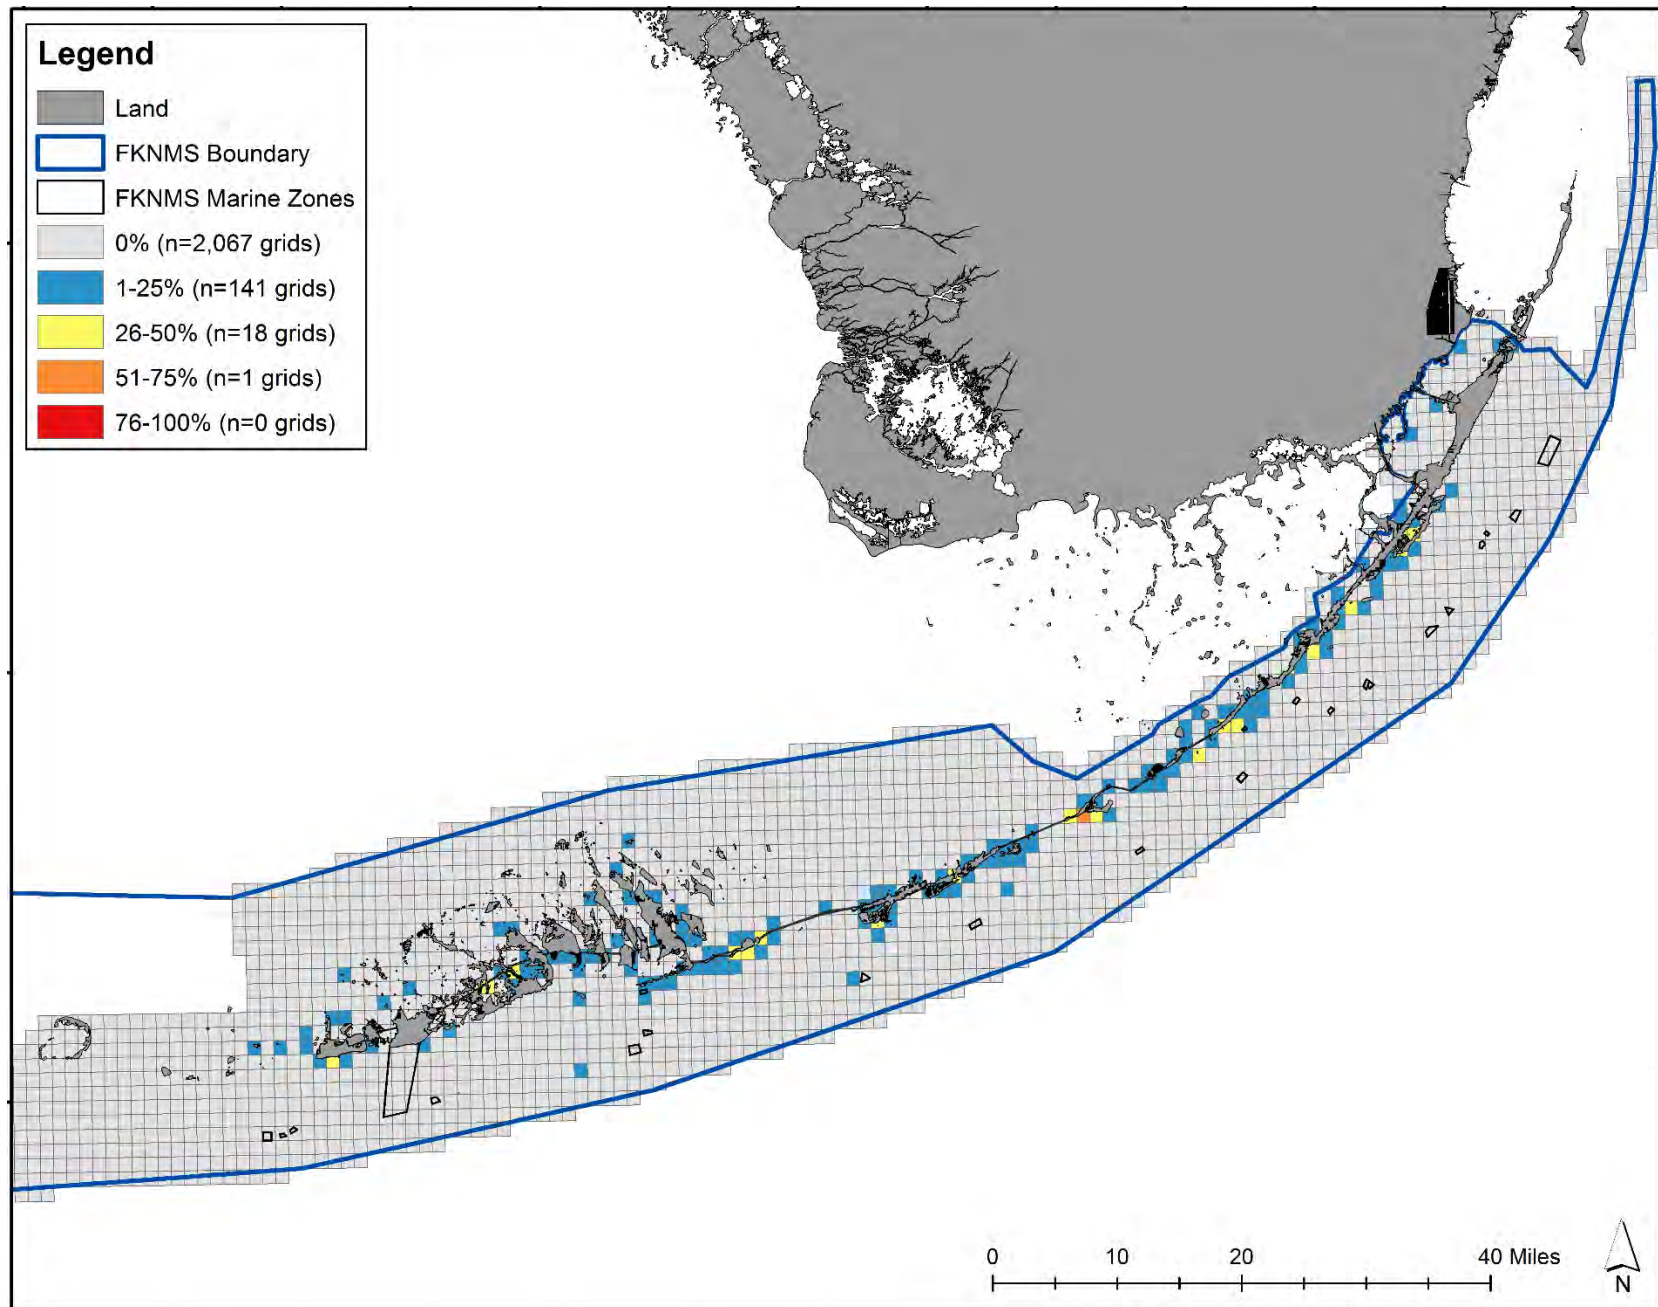 Legend
Land
FKNMS Boundary
FKNMS Marine Zones
0% (n=2,067 grids)
1-25% (n=141 grids)
26-50% (n=18 grids)
51-75% (n=1 grids)
76-100% (n=0 grids)
0 10 20 40 Miles
N